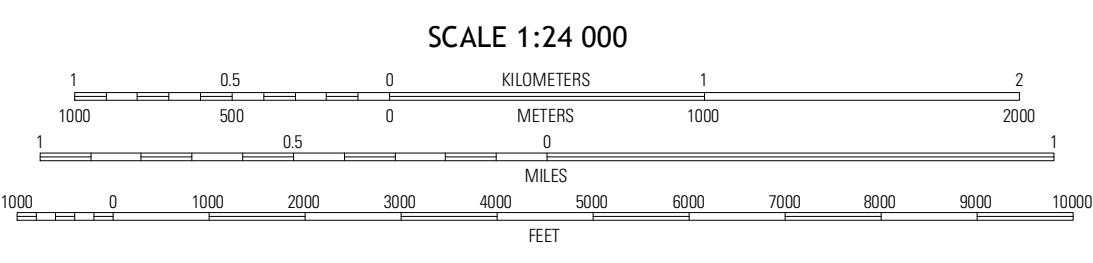 SCALE 1:24 000
1 0.5 0 KILOMETERS 1 2
1000 500 0 METERS 1000 2000
1 0.5 0 1
MILES
1000 0 1000 2000 3000 4000 5000 6000 7000 8000 9000 10000
FEET